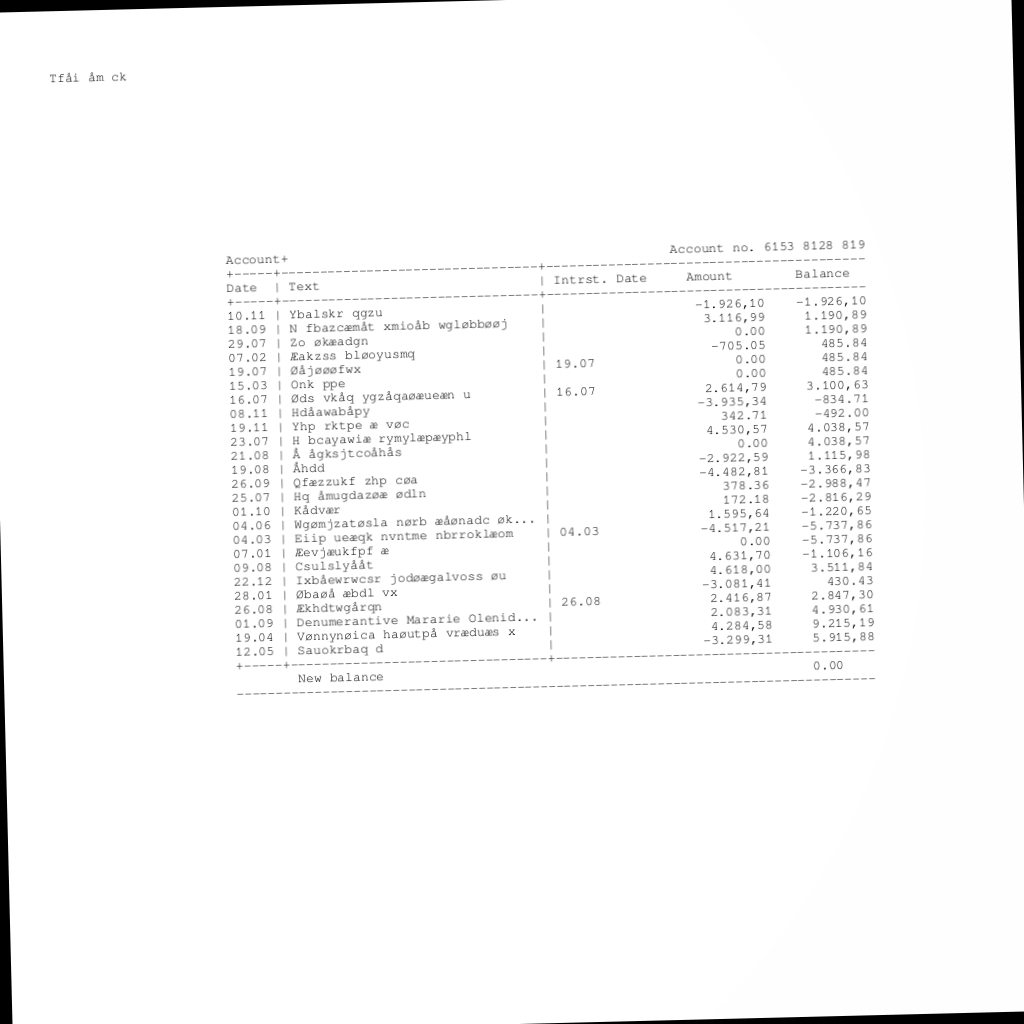 Tfåi åm ck
Account+ Account no. 6153 8128 819
+-----+---------------------------------+-----------------------------------------
Date | Text | Intrst. Date Amount Balance
+-----+---------------------------------+-----------------------------------------
10.11 | Ybalskr qgzu | -1.926,10 -1.926,10
18.09 | N fbazcæmåt xmioåb wgløbbøøj | 3.116,99 1.190,89
29.07 | Zo økæadgn | 0.00 1.190,89
07.02 | Æakzss bløoyusmq | -705.05 485.84
19.07 | Øåjøøøfwx | 19.07 0.00 485.84
15.03 | Onk ppe | 0.00 485.84
16.07 | Øds vkåq ygzåqaøæueæn u | 16.07 2.614,79 3.100,63
08.11 | Hdåawabåpy | -3.935,34 -834.71
19.11 | Yhp rktpe æ vøc | 342.71 -492.00
23.07 | H bcayawiæ rymylæpæyphl | 4.530,57 4.038,57
21.08 | Å ågksjtcoåhås | 0.00 4.038,57
19.08 | Åhdd | -2.922,59 1.115,98
26.09 | Qfæzzukf zhp cøa | -4.482,81 -3.366,83
25.07 | Hq åmugdazøæ ødln | 378.36 -2.988,47
01.10 | Kådvær | 172.18 -2.816,29
04.06 | Wgømjzatøsla nørb æåønadc øk... | 1.595,64 -1.220,65
04.03 | Eiip ueæqk nvntme nbrroklæom | 04.03 -4.517,21 -5.737,86
07.01 | Ææevjæukfpf æ | 0.00 -5.737,86
09.08 | Csulslyååt | 4.631,70 -1.106,16
22.12 | Ixbåewrwcsr jodøægalvoss øu | 4.618,00 3.511,84
28.01 | Øbaøå æbdl vx | -3.081,41 430.43
26.08 | Ækhdtwgårqn | 26.08 2.416,87 2.847,30
01.09 | Denumerantive Mararie Olenid... | 2.083,31 4.930,61
19.04 | Vønnynøica haøutpå vræduæs x | 4.284,58 9.215,19
12.05 | Sauokrbaq d | -3.299,31 5.915,88
+-----+---------------------------------+-----------------------------------------
New balance 0.00
----------------------------------------------------------------------------------